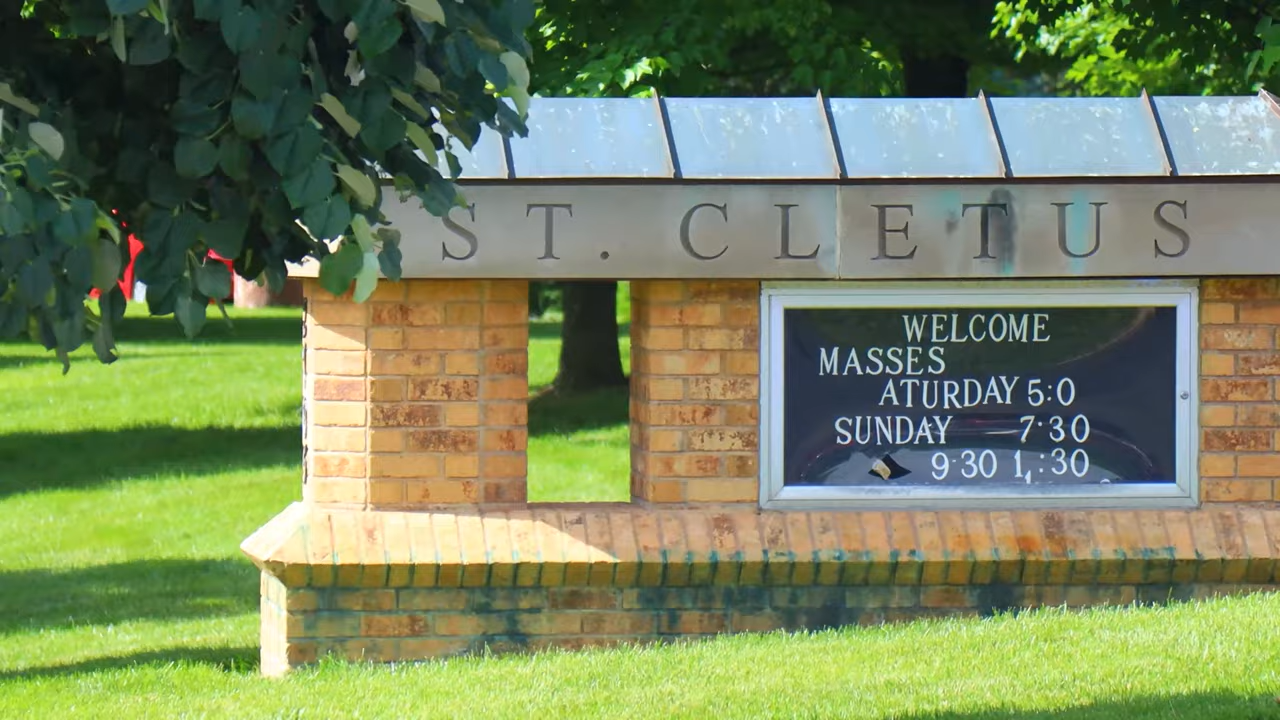 ST. CLETUS
WELCOME
MASSES
ATURDAY 5:0
SUNDAY 7:30
9:30 1,:30